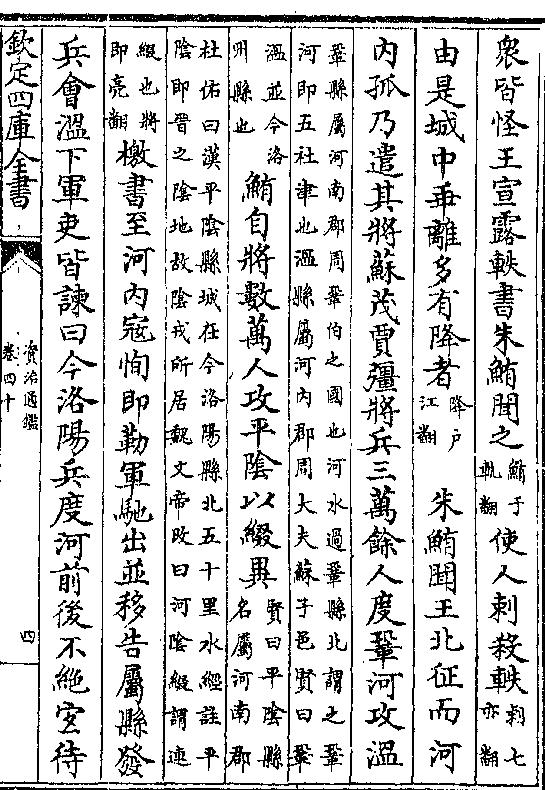 衆皆怪王宣露軼書朱鮪聞之鮪于軌翻使人刺殺軼刺七亦翻
由是城中乖離多有降者降戸江翻朱鮪聞王北征而河
内孤乃遣其將蘇茂賈彊將兵三萬餘人度鞏河攻温
鞏縣屬河南郡周鞏伯之國也河水過鞏縣北謂之鞏
河即五社津也温縣屬河内郡周大夫蘇子邑賢曰鞏
温並今洛州縣也鮪自將數萬人攻平陰以綴異賢曰平陰縣名屬河南郡
杜佑曰漢平陰縣城在今洛陽縣北五十里水經註平
陰即晉之陰地故陰戎所居魏文帝改曰河陰綴謂連
綴也將即亮翻檄書至河内寇恂即勒軍馳出並移告屬縣發
兵會温下軍吏皆諫曰今洛陽兵度河前後不絶宜待
欽定四庫全書
資治通鑑
卷四十
四